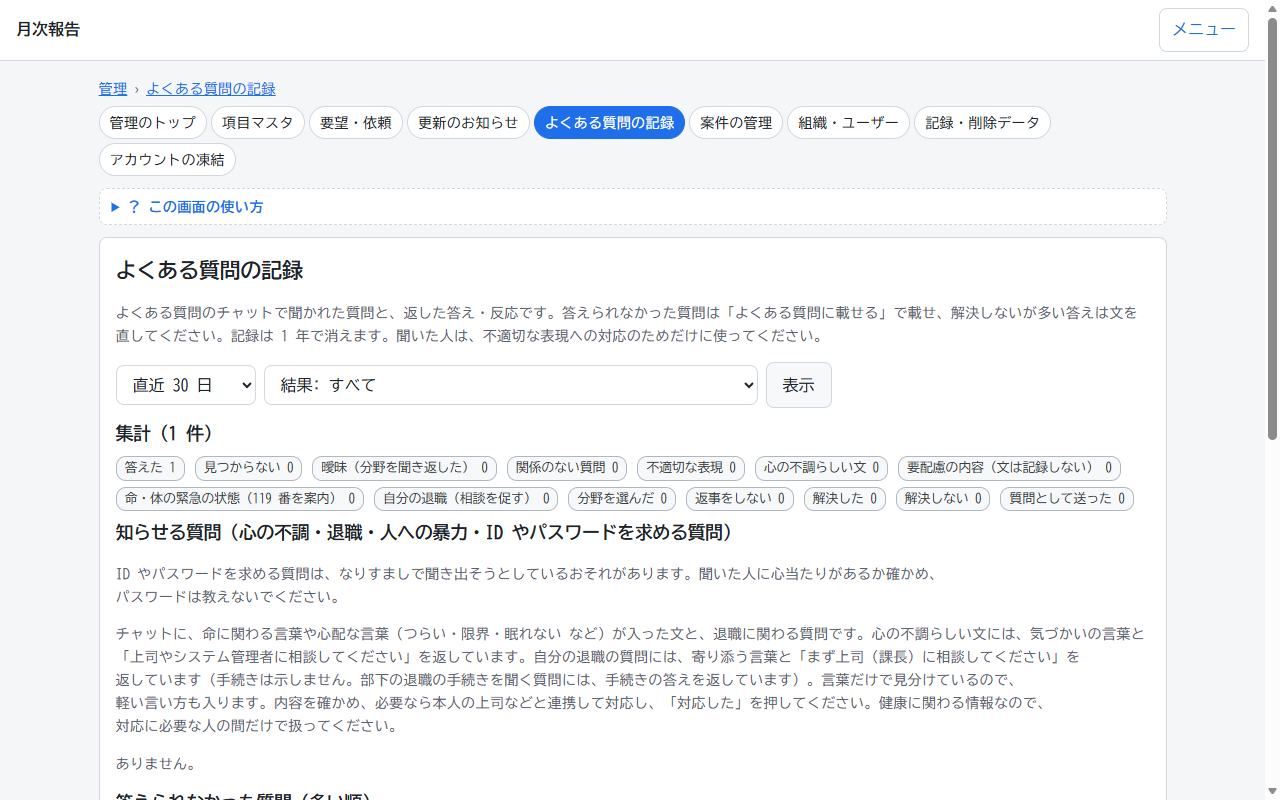 月次報告
メニュー
管理 › よくある質問の記録
管理のトップ 項目マスタ 要望・依頼 更新のお知らせ よくある質問の記録 案件の管理 組織・ユーザー 記録・削除データ
アカウントの凍結
▶ ? この画面の使い方
よくある質問の記録
よくある質問のチャットで聞かれた質問と、返した答え・反応です。答えられなかった質問は「よくある質問に載せる」で載せ、解決しないが多い答えは文を
直してください。記録は 1 年で消えます。聞いた人は、不適切な表現への対応のためだけに使ってください。
直近 30 日 結果: すべて 表示
集計（1 件）
答えた 1 見つからない 0 曖昧（分野を聞き返した） 0 関係のない質問 0 不適切な表現 0 心の不調らしい文 0 要配慮の内容（文は記録しない） 0
命・体の緊急の状態（119 番を案内） 0 自分の退職（相談を促す） 0 分野を選んだ 0 返事をしない 0 解決した 0 解決しない 0 質問として送った 0
知らせる質問（心の不調・退職・人への暴力・ID やパスワードを求める質問）
ID やパスワードを求める質問は、なりすましで聞き出そうとしているおそれがあります。聞いた人に心当たりがあるか確かめ、
パスワードは教えないでください。
チャットに、命に関わる言葉や心配な言葉（つらい・限界・眠れない など）が入った文と、退職に関わる質問です。心の不調らしい文には、気づかいの言葉と
「上司やシステム管理者に相談してください」を返しています。自分の退職の質問には、寄り添う言葉と「まず上司（課長）に相談してください」を
返しています（手続きは示しません。部下の退職の手続きを聞く質問には、手続きの答えを返しています）。言葉だけで見分けているので、
軽い言い方も入ります。内容を確かめ、必要なら本人の上司などと連携して対応し、「対応した」を押してください。健康に関わる情報なので、
対応に必要な人の間だけで扱ってください。
ありません。
答えられなかった質問（多い順）